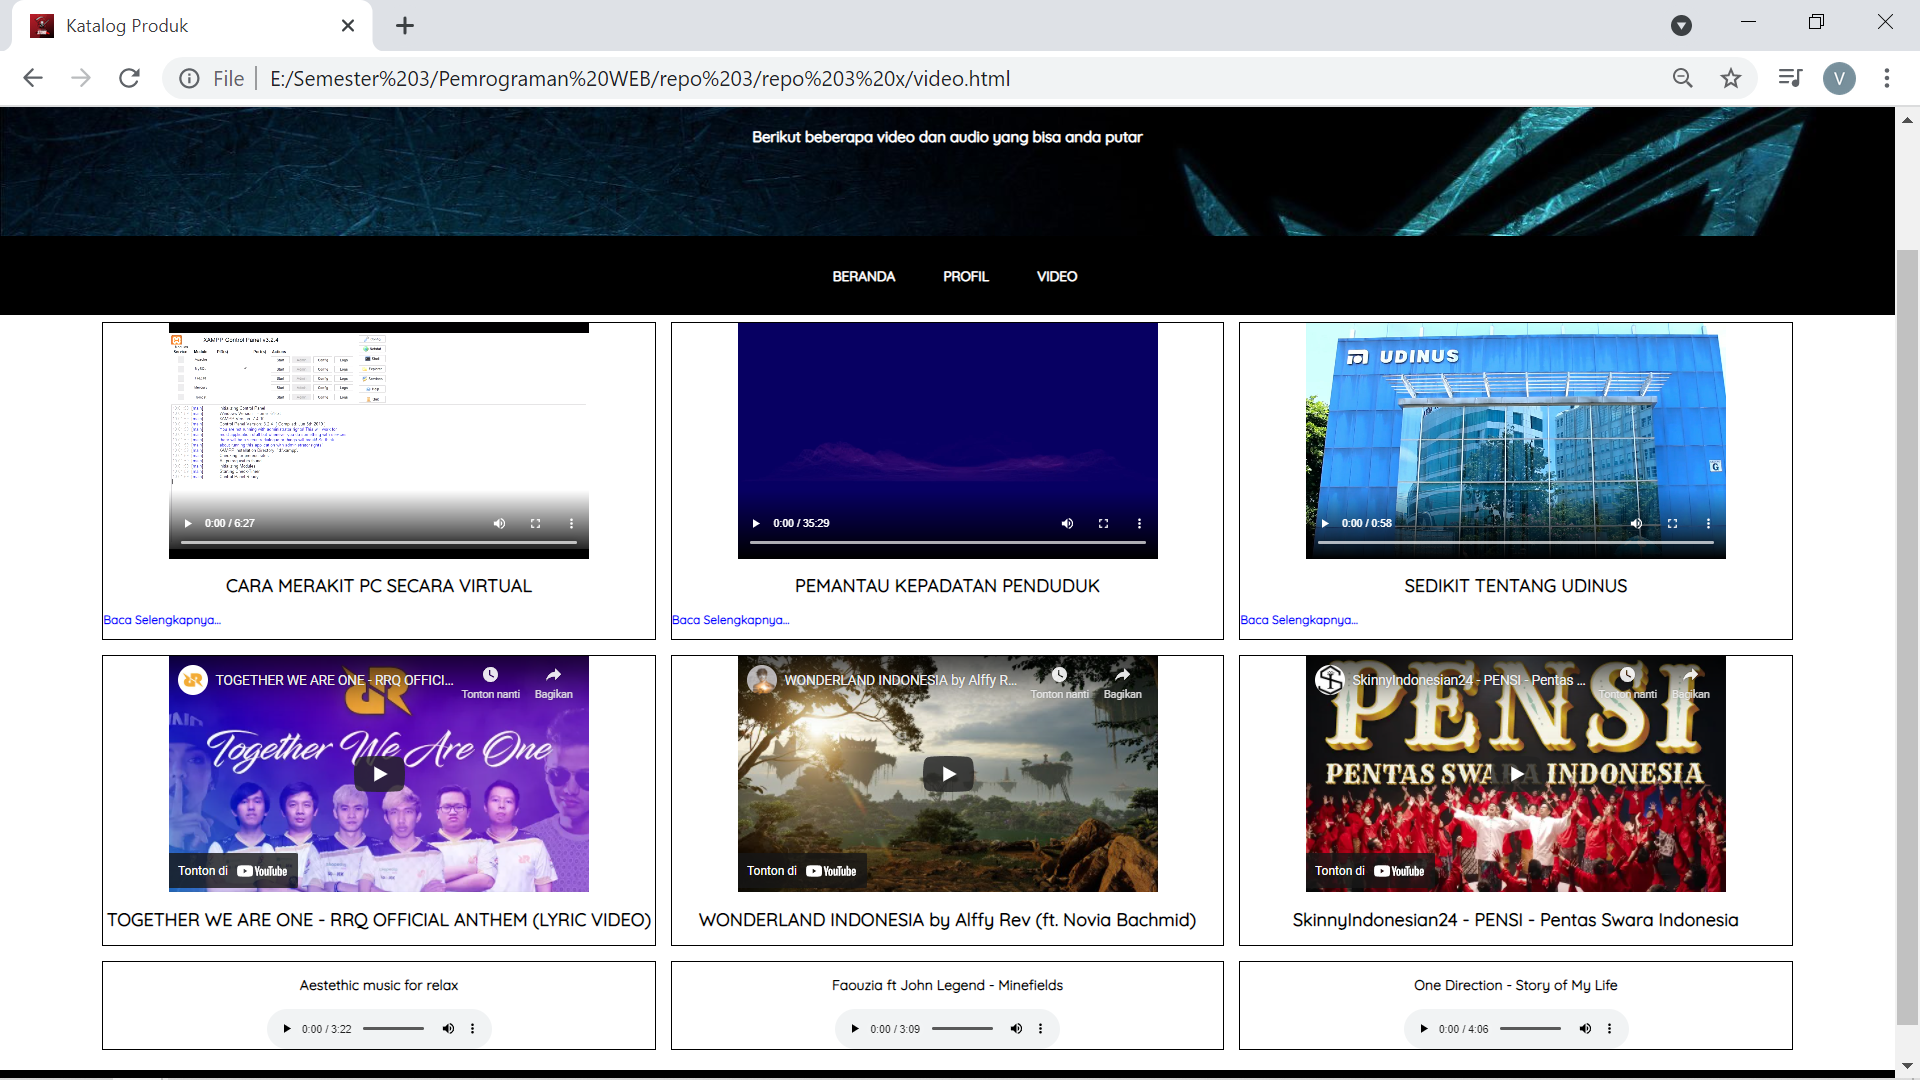 Katalog Produk
File
E:/Semester%203/Pemrograman%20WEB/repo%203/repo%203%20x/video.html
V
Berikut beberapa video dan audio yang bisa anda putar
BERANDA PROFIL VIDEO
XAMPP Control Panel v3.2.4
Service Module PID(s) Port(s) Actions
0:00 / 6:27
CARA MERAKIT PC SECARA VIRTUAL
Baca Selengkapnya...
0:00 / 35:29
PEMANTAU KEPADATAN PENDUDUK
Baca Selengkapnya...
UDINUS
G
0:00 / 0:58
SEDIKIT TENTANG UDINUS
Baca Selengkapnya...
TOGETHER WE ARE ONE - RRQ OFFICI...
Tonton nanti
Bagikan
Together We Are One
Tonton di YouTube
TOGETHER WE ARE ONE - RRQ OFFICIAL ANTHEM (LYRIC VIDEO)
WONDERLAND INDONESIA by Alffy R...
Tonton nanti
Bagikan
Tonton di YouTube
WONDERLAND INDONESIA by Alffy Rev (ft. Novia Bachmid)
SkinnyIndonesian24 - PENSI - Pentas ...
Tonton nanti
Bagikan
PENSI
PENTAS SWARA INDONESIA
Tonton di YouTube
SkinnyIndonesian24 - PENSI - Pentas Swara Indonesia
Aestethic music for relax
0:00 / 3:22
Faouzia ft John Legend - Minefields
0:00 / 3:09
One Direction - Story of My Life
0:00 / 4:06